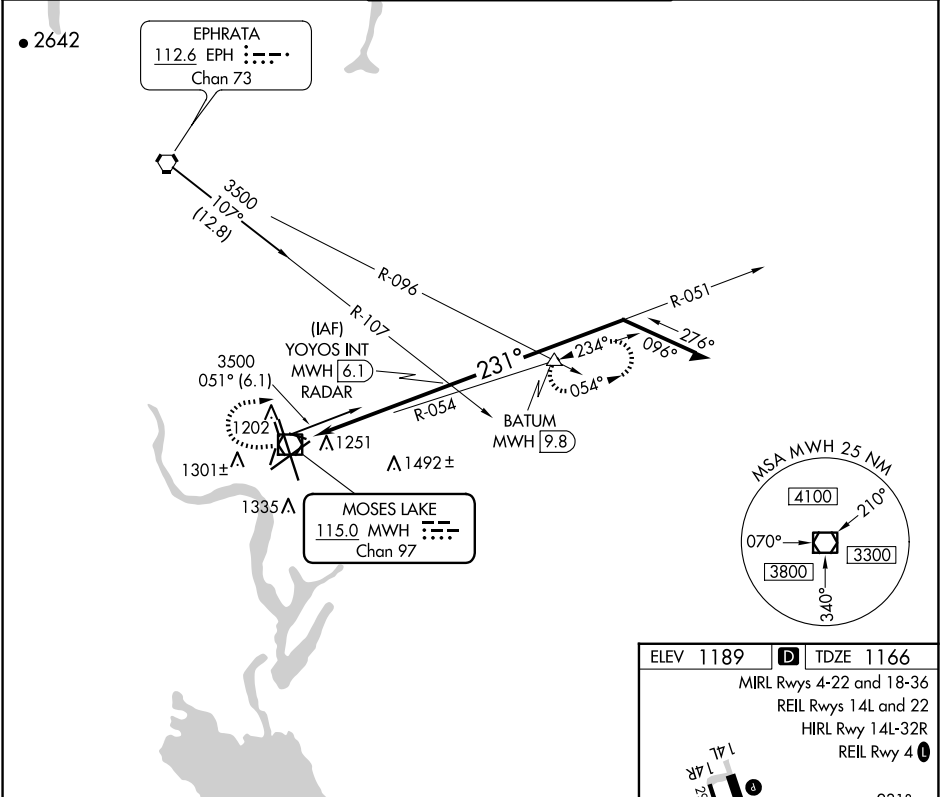 2642
EPHRATA
112.6 EPH
Chan 73
3500
107°
(12.8)
R-096
R-107
R-051
276°
096°
(IAF)
YOYOS INT
MWH 6.1
RADAR
231°
234°
054°
3500
051° (6.1)
R-054
BATUM
MWH 9.8
1202
1251
1301±
1492±
1335
MOSES LAKE
115.0 MWH
Chan 97
MSA MWH 25 NM
4100
210°
070°
3300
3800
340°
ELEV 1189 D TDZE 1166
MIRL Rwys 4-22 and 18-36
REIL Rwys 14L and 22
HIRL Rwy 14L-32R
REIL Rwy 4 L
14L
14R
P